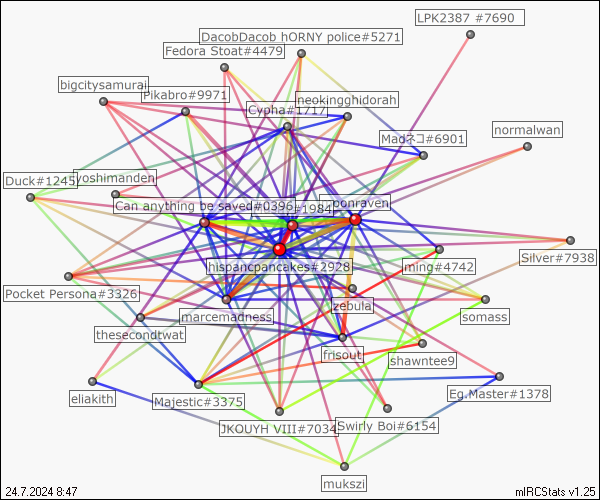 LPK2387 #7690
DacobDacob hORNY police#5271
Fedora Stoat#4479
bigcitysamurai
Pikabro#9971
neokingghidorah
Cypha#1717
normalwan
Madネコ#6901
Duck#1245
yoshimanden
Can anything be saved#0396
#1984
ponraven
Silver#7938
hispancpancakes#2928
ming#4742
Pocket Persona#3326
zebula
somass
marcemadness
thesecondtwat
frisout
shawntee9
eliakith
Majestic#3375
Eg.Master#1378
JKOUYH VIII#7034
Swirly Boi#6154
mukszi
24.7.2024 8:47
mIRCStats v1.25